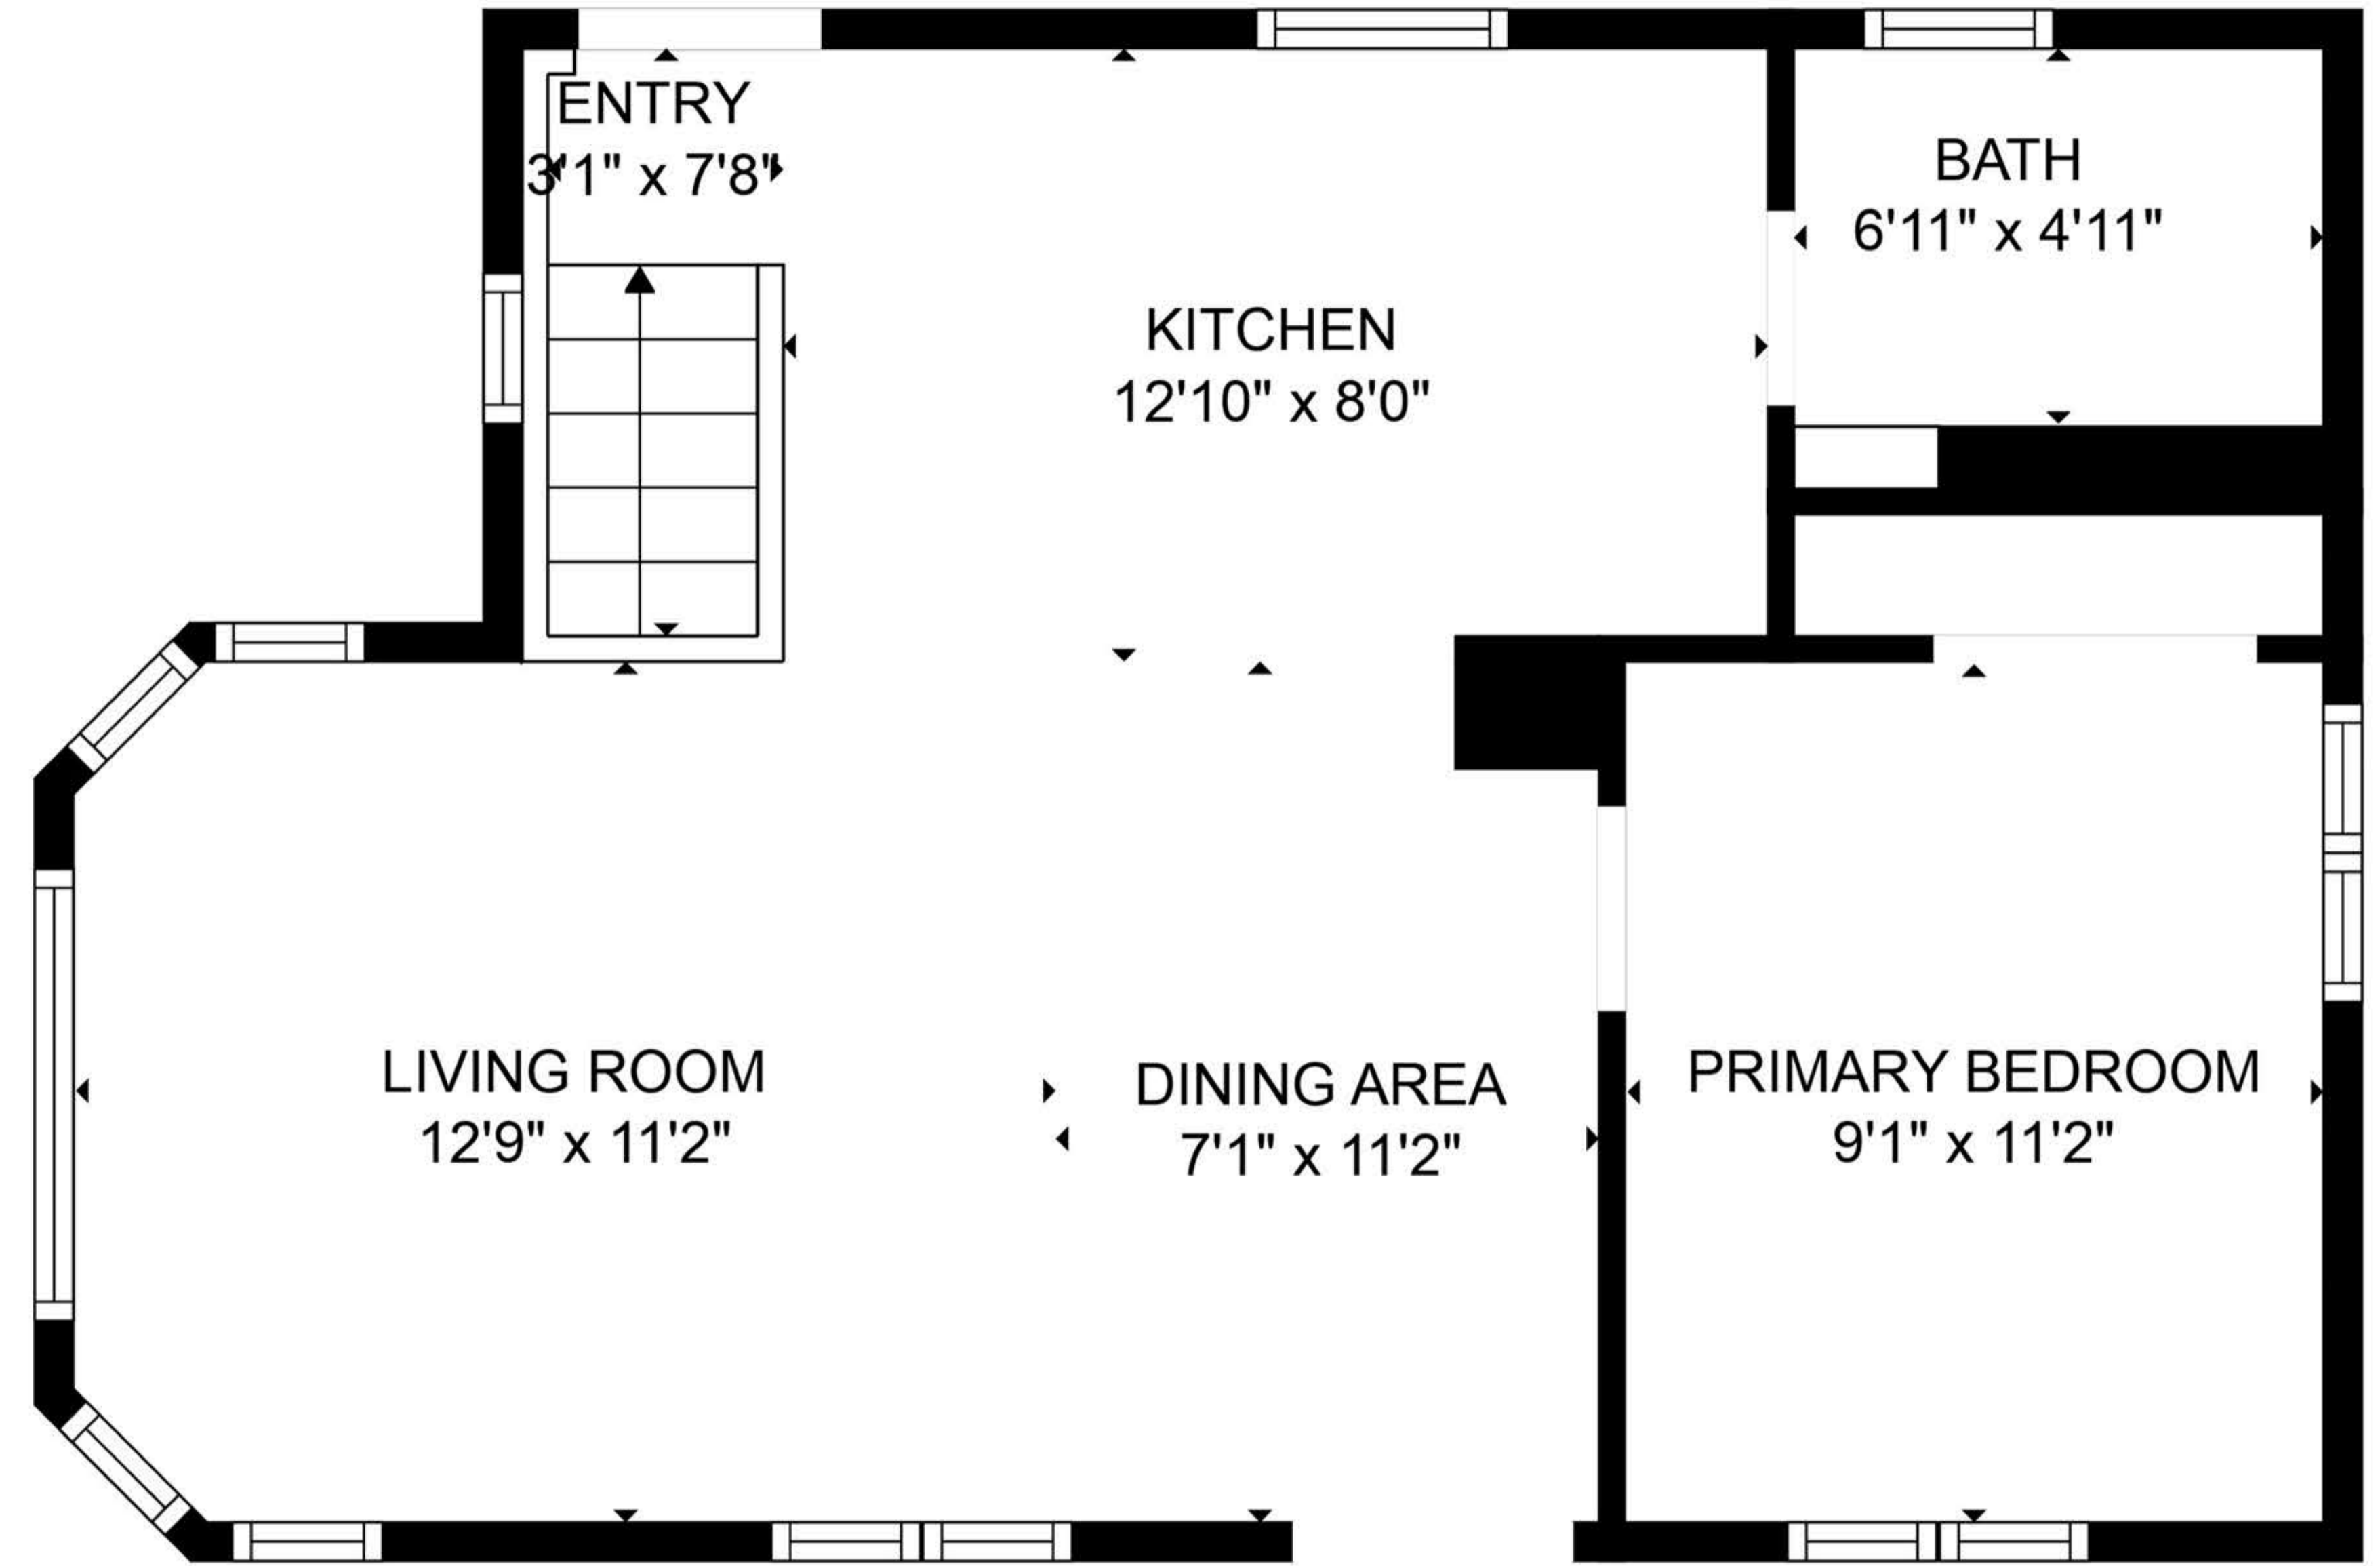 ENTRY
3'1" x 7'8"
BATH
6'11" x 4'11"
KITCHEN
12'10" x 8'0"
LIVING ROOM
12'9" x 11'2"
DINING AREA
7'1" x 11'2"
PRIMARY BEDROOM
9'1" x 11'2"